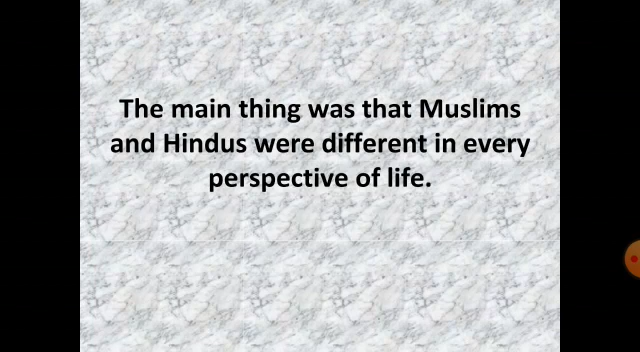 The main thing was that Muslims
and Hindus were different in every
perspective of life.